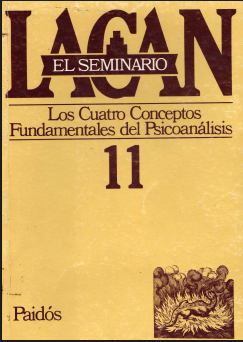 LACAN
EL SEMINARIO
Los Cuatro Conceptos
Fundamentales del Psicoanálisis
11
Paidós